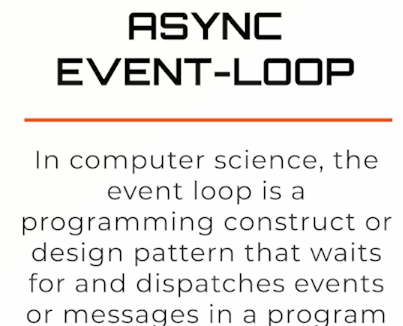 ASYNC
EVENT-LOOP
In computer science, the
event loop is a
programming construct or
design pattern that waits
for and dispatches events
or messages in a program